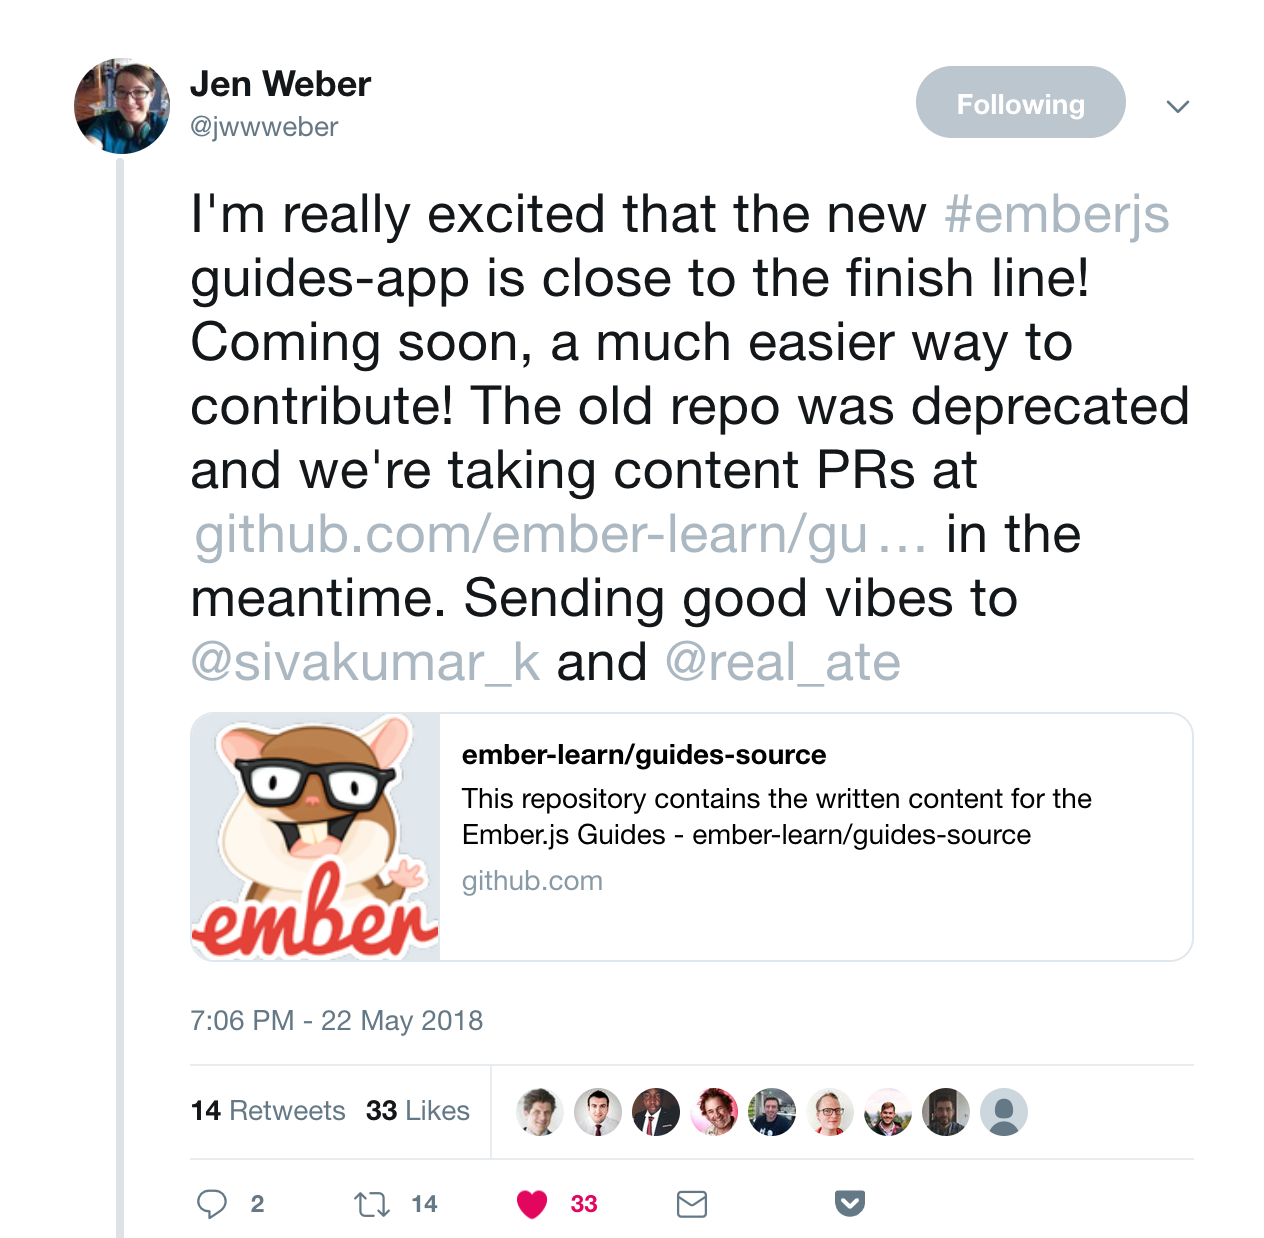 Jen Weber
@jwwweber
Following
I'm really excited that the new #emberjs
guides-app is close to the finish line!
Coming soon, a much easier way to
contribute! The old repo was deprecated
and we're taking content PRs at
github.com/ember-learn/gu… in the
meantime. Sending good vibes to
@sivakumar_k and @real_ate
ember
ember-learn/guides-source
This repository contains the written content for the
Ember.js Guides - ember-learn/guides-source
github.com
7:06 PM - 22 May 2018
14 Retweets 33 Likes
2 14 33